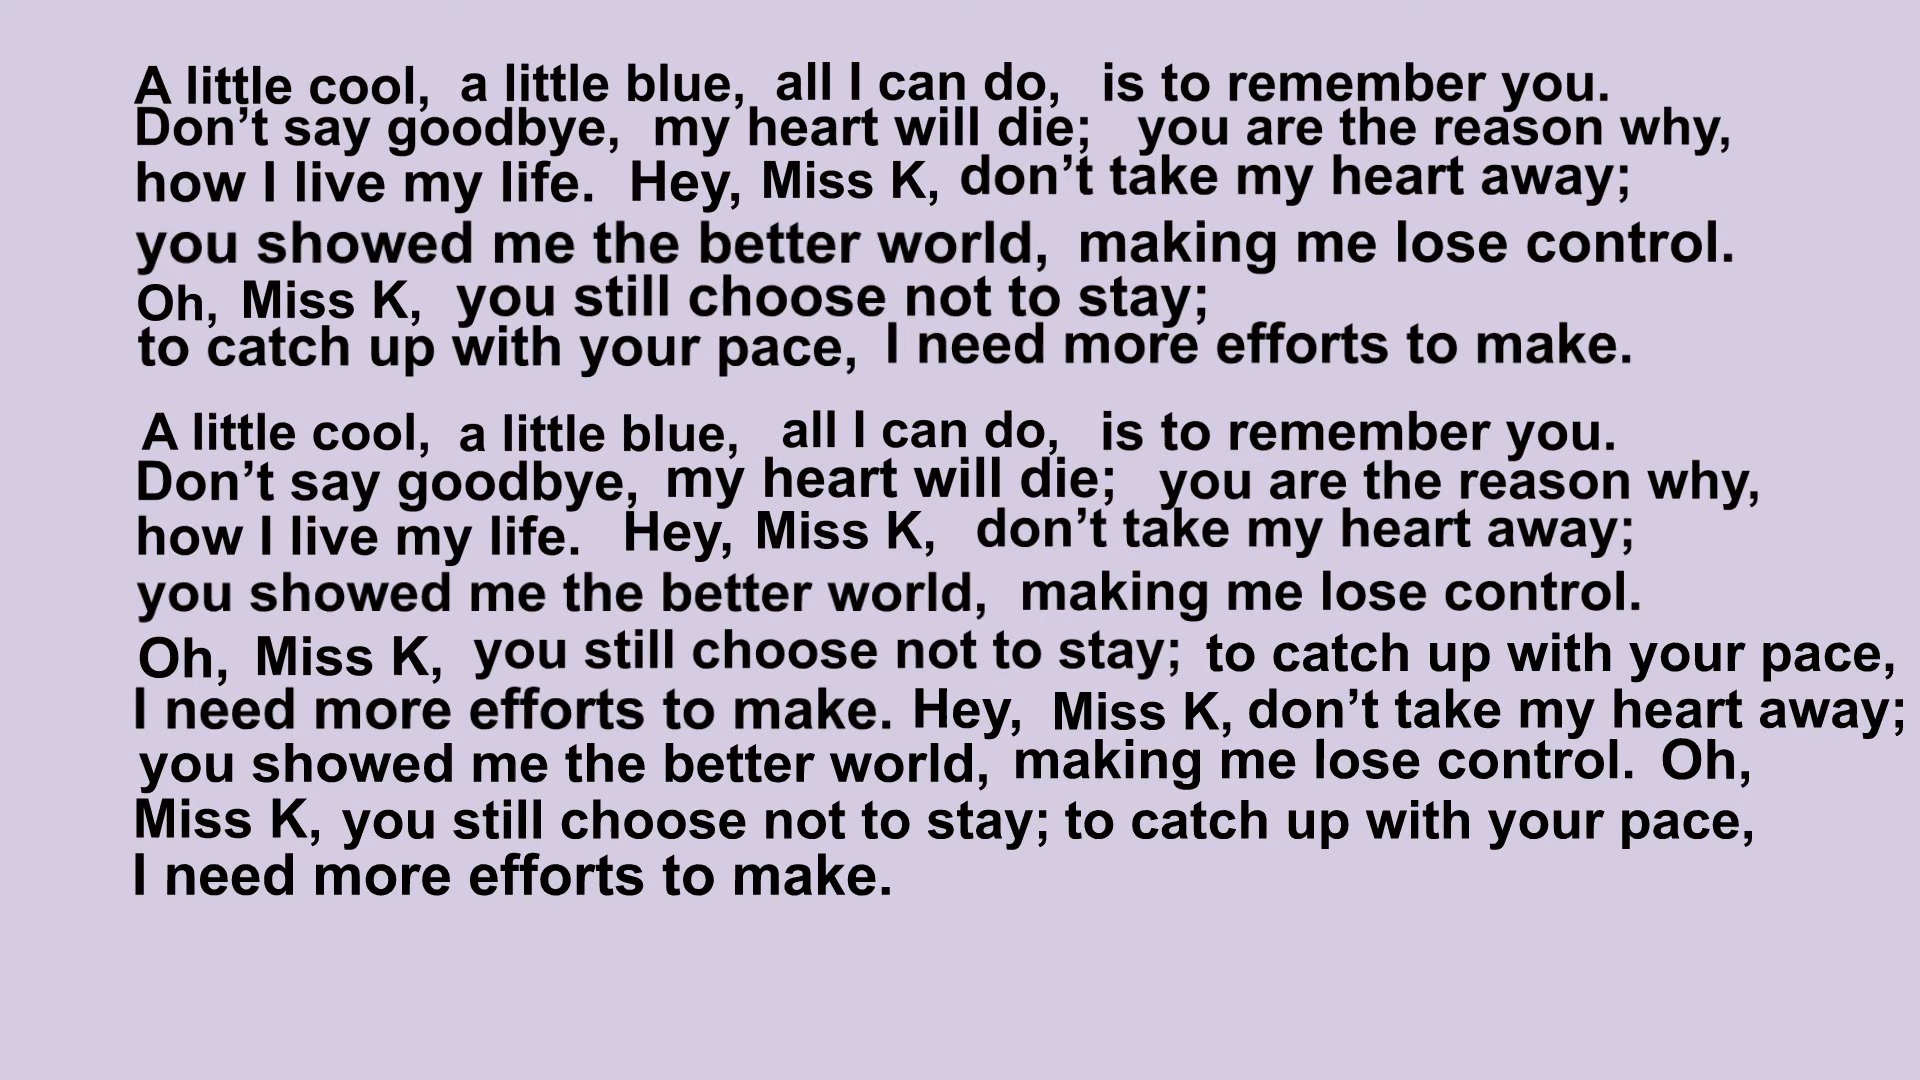 A little cool, a little blue, all I can do, is to remember you.
Don’t say goodbye, my heart will die; you are the reason why,
how I live my life. Hey, Miss K, don’t take my heart away;
you showed me the better world, making me lose control.
Oh, Miss K, you still choose not to stay;
to catch up with your pace, I need more efforts to make.
A little cool, a little blue, all I can do, is to remember you.
Don’t say goodbye, my heart will die; you are the reason why,
how I live my life. Hey, Miss K, don’t take my heart away;
you showed me the better world, making me lose control.
Oh, Miss K, you still choose not to stay; to catch up with your pace,
I need more efforts to make. Hey, Miss K, don’t take my heart away;
you showed me the better world, making me lose control. Oh,
Miss K, you still choose not to stay; to catch up with your pace,
I need more efforts to make.